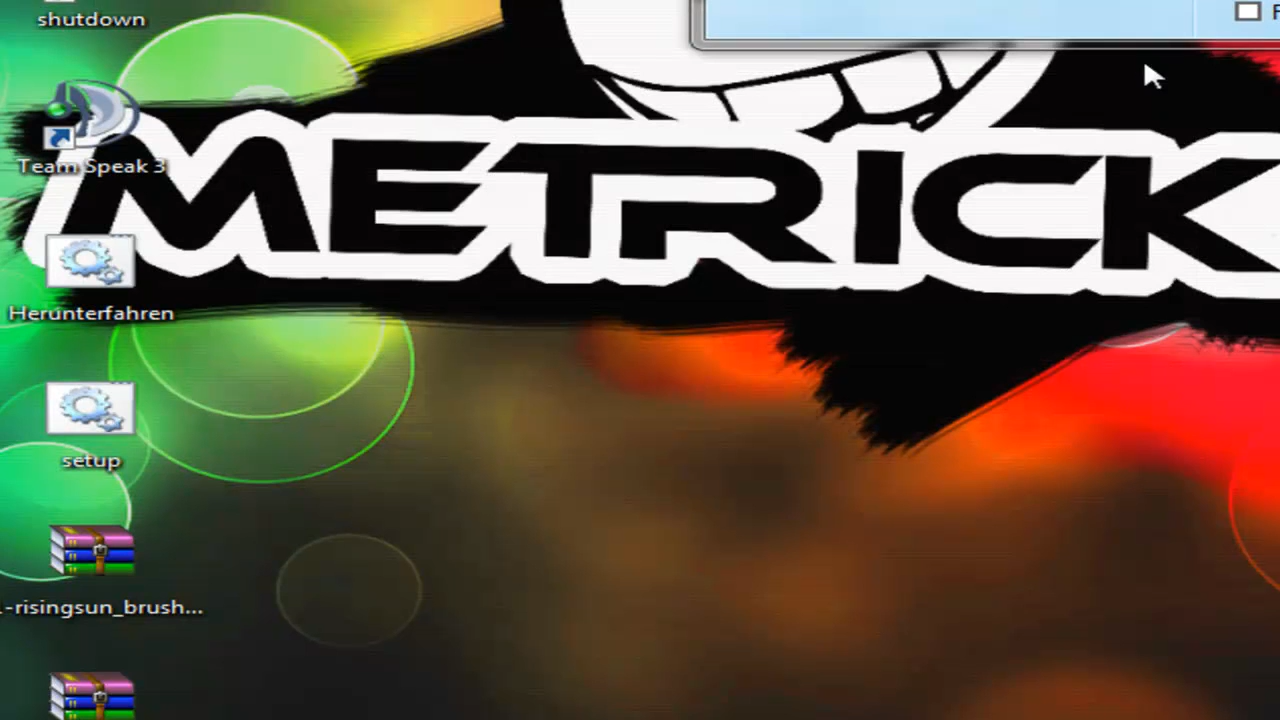 shutdown
Team Speak 3
METRICK
Herunterfahren
setup
-risingsun_brush...